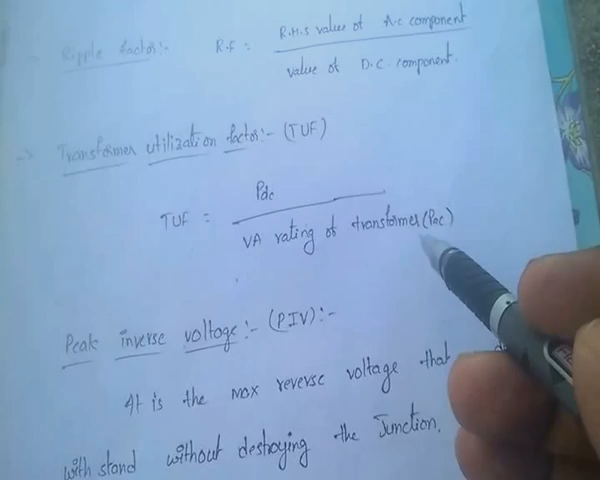 Ripple factor:- R.F = R.M.S value of A.C component
value of D.C. component.
-> Transformer utilization factor:- (TUF)
TUF = Pdc
VA rating of transformer (Pac)
Peak inverse voltage:- (PIV):-
It is the max reverse voltage that
with stand without destroying the Junction.